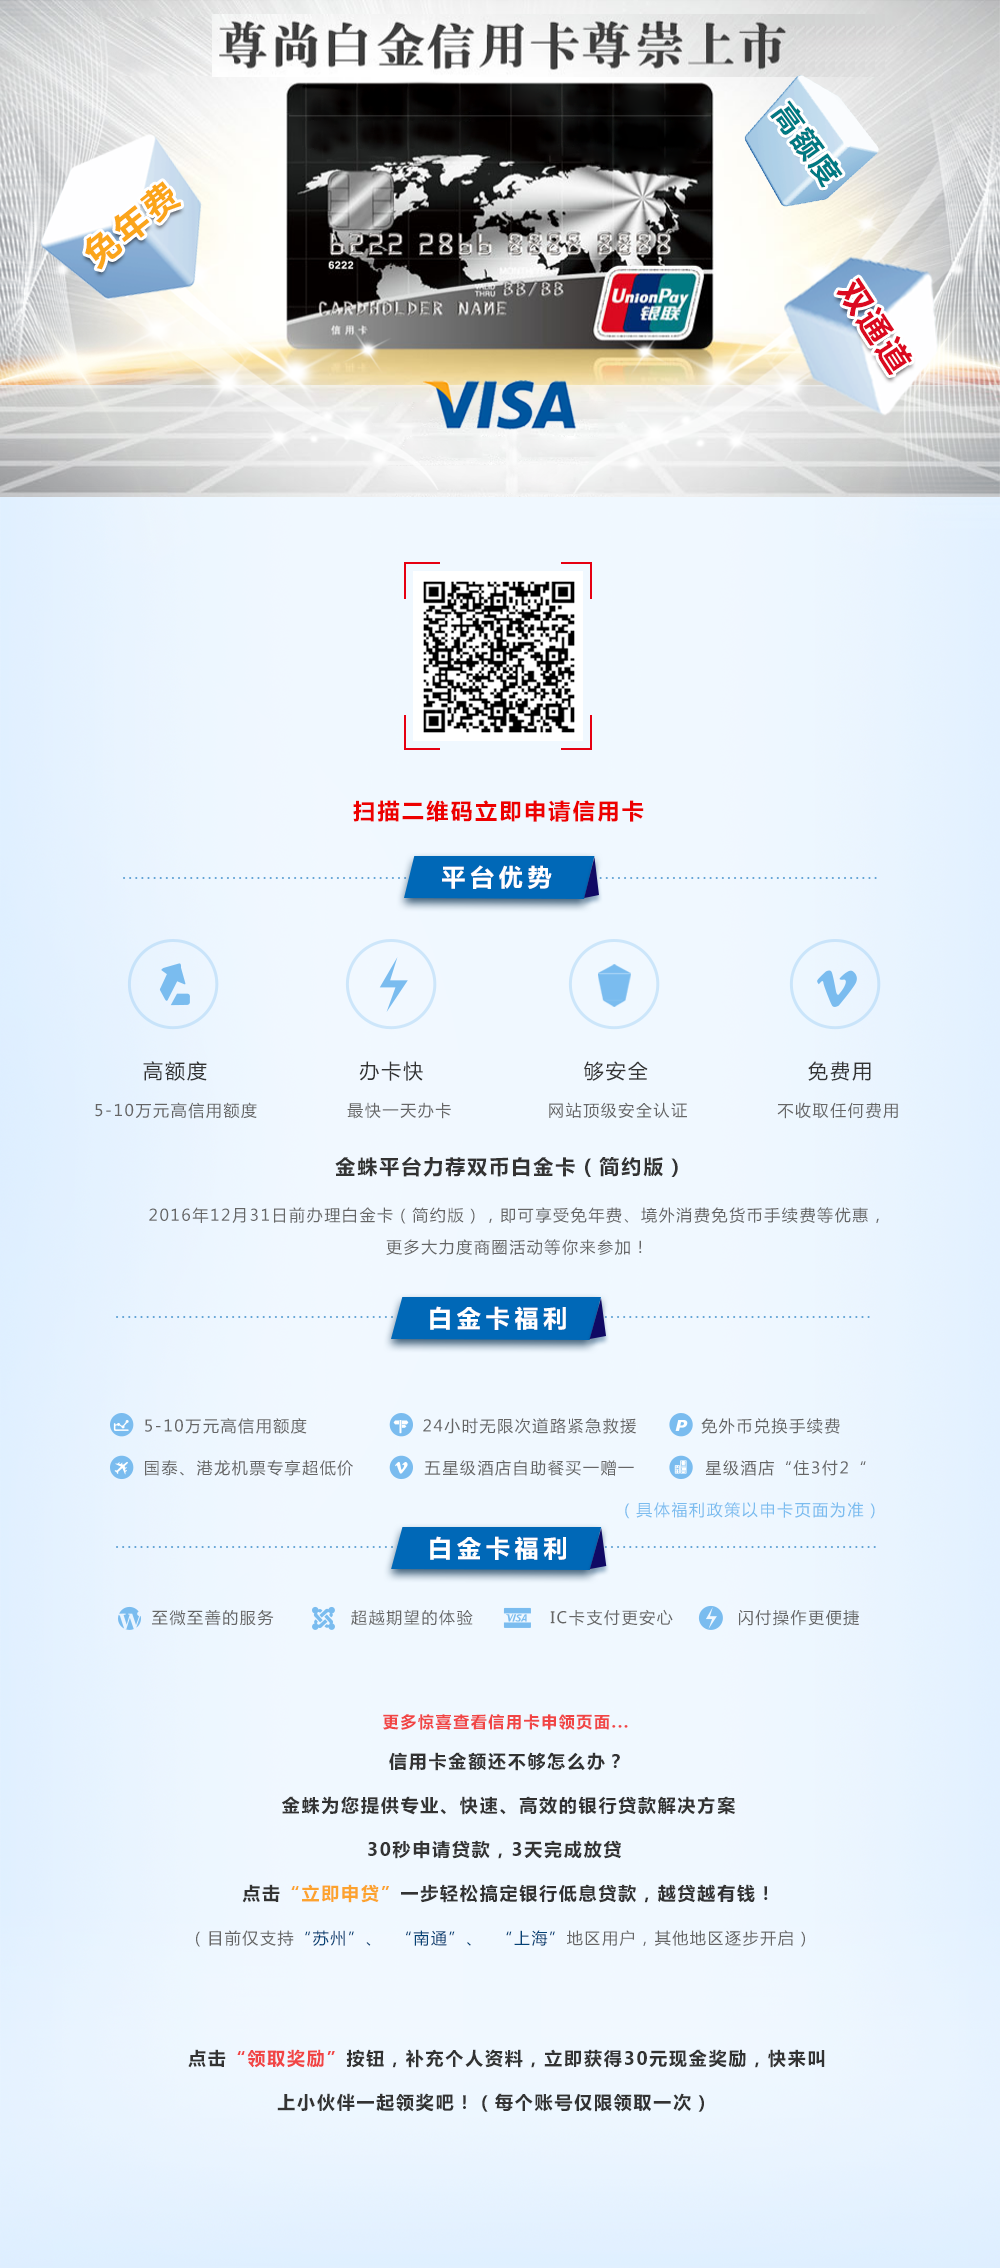 尊尚白金信用卡尊崇上市
高额度
免年费
6222 2866 8888 8888
6222
MONTH/YEAR
VALID THRU 88/88
CARDHOLDER NAME
信用卡
UnionPay
银联
双通道
VISA
扫描二维码立即申请信用卡
平台优势
高额度 办卡快 够安全 免费用
5-10万元高信用额度 最快一天办卡 网站顶级安全认证 不收取任何费用
金蛛平台力荐双币白金卡（简约版）
2016年12月31日前办理白金卡（简约版），即可享受免年费、境外消费免货币手续费等优惠，
更多大力度商圈活动等你来参加！
白金卡福利
5-10万元高信用额度 24小时无限次道路紧急救援 免外币兑换手续费
国泰、港龙机票专享超低价 五星级酒店自助餐买一赠一 星级酒店“住3付2“
（具体福利政策以申卡页面为准）
白金卡福利
至微至善的服务 超越期望的体验 VISA IC卡支付更安心 闪付操作更便捷
更多惊喜查看信用卡申领页面...
信用卡金额还不够怎么办？
金蛛为您提供专业、快速、高效的银行贷款解决方案
30秒申请贷款，3天完成放贷
点击“立即申贷”一步轻松搞定银行低息贷款，越贷越有钱！
（目前仅支持“苏州”、“南通”、“上海”地区用户，其他地区逐步开启）
点击“领取奖励”按钮，补充个人资料，立即获得30元现金奖励，快来叫
上小伙伴一起领奖吧！（每个账号仅限领取一次）